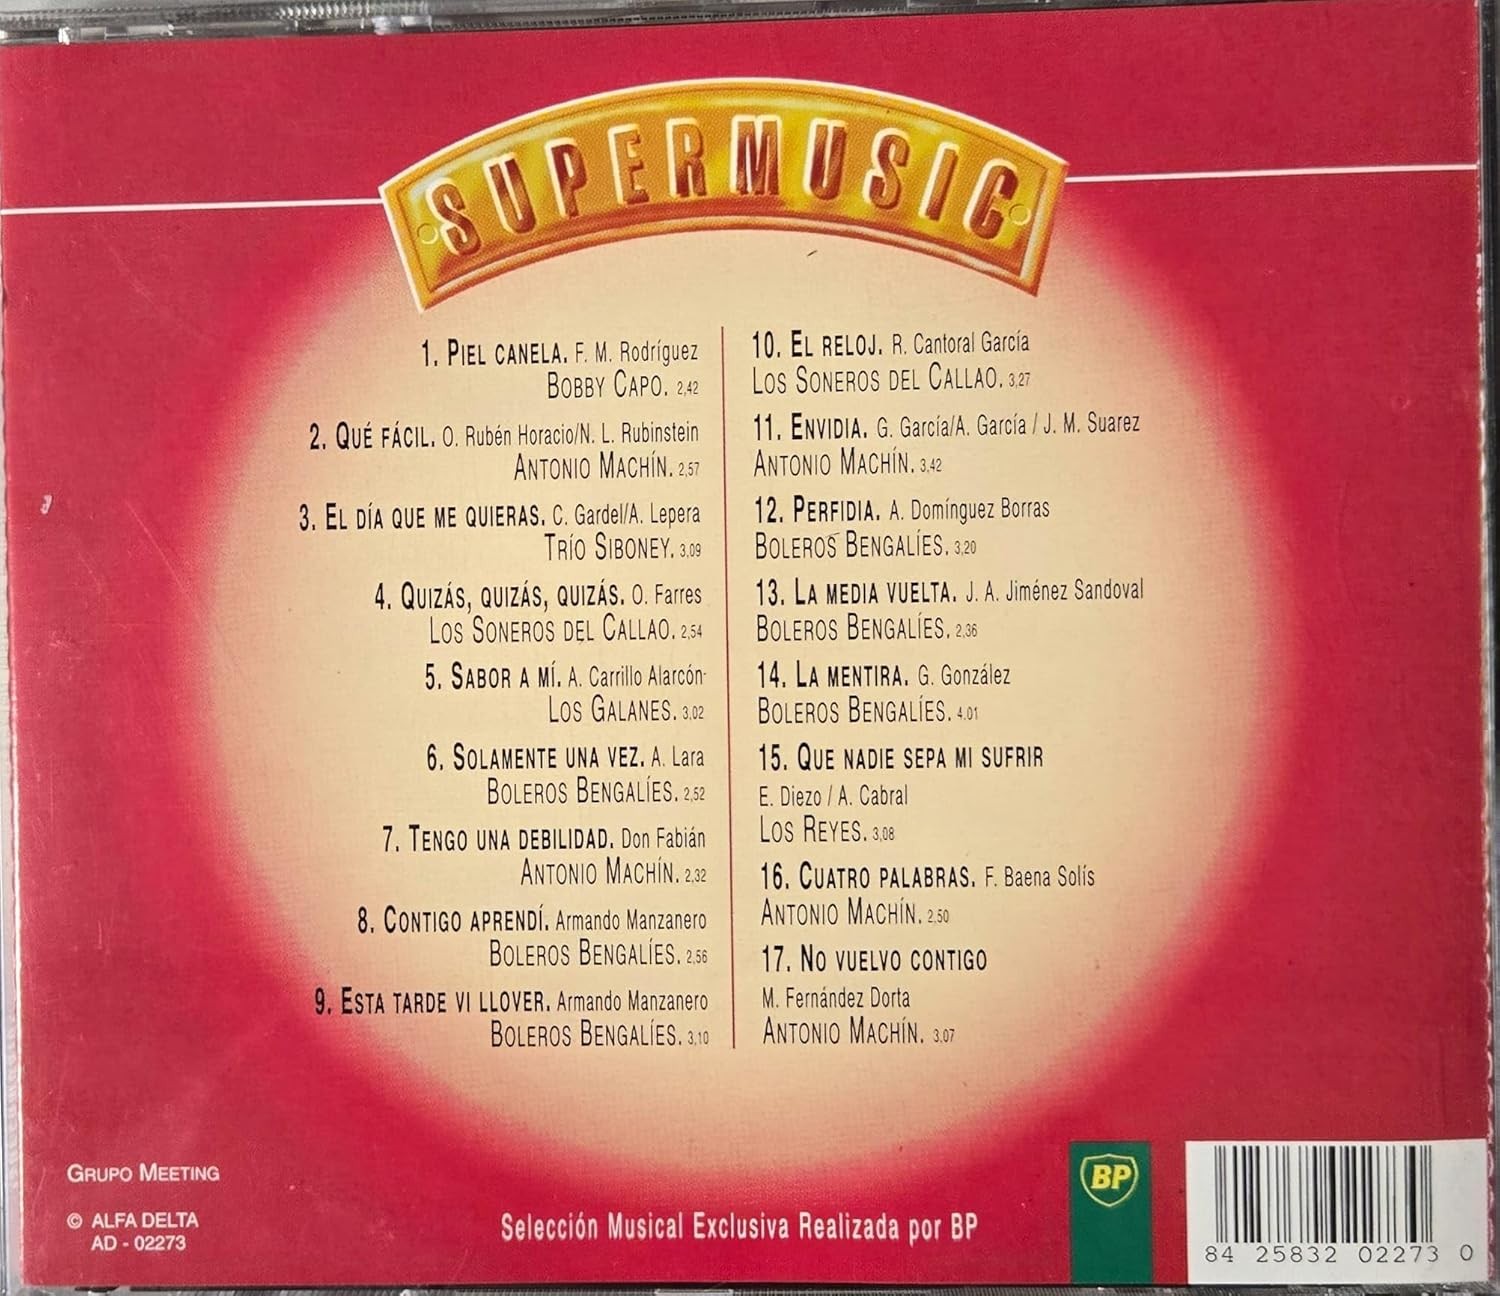 SUPERMUSIC
1. PIEL CANELA. F. M. Rodríguez
BOBBY CAPO. 2,42
2. QUÉ FÁCIL. O. Rubén Horacio/N. L. Rubinstein
ANTONIO MACHÍN. 2,57
3. EL DÍA QUE ME QUIERAS. C. Gardel/A. Lepera
TRÍO SIBONEY. 3,09
4. QUIZÁS, QUIZÁS, QUIZÁS. O. Farres
LOS SONEROS DEL CALLAO. 2,54
5. SABOR A MÍ. A. Carrillo Alarcón
LOS GALANES. 3,02
6. SOLAMENTE UNA VEZ. A. Lara
BOLEROS BENGALÍES. 2,52
7. TENGO UNA DEBILIDAD. Don Fabián
ANTONIO MACHÍN. 2,32
8. CONTIGO APRENDÍ. Armando Manzanero
BOLEROS BENGALÍES. 2,56
9. ESTA TARDE VI LLOVER. Armando Manzanero
BOLEROS BENGALÍES. 3,10
10. EL RELOJ. R. Cantoral García
LOS SONEROS DEL CALLAO. 3,27
11. ENVIDIA. G. García/A. García / J. M. Suarez
ANTONIO MACHÍN. 3,42
12. PERFIDIA. A. Domínguez Borras
BOLEROS BENGALÍES. 3,20
13. LA MEDIA VUELTA. J. A. Jiménez Sandoval
BOLEROS BENGALÍES. 2,36
14. LA MENTIRA. G. González
BOLEROS BENGALÍES. 4.01
15. QUE NADIE SEPA MI SUFRIR
E. Diezo / A. Cabral
LOS REYES. 3,08
16. CUATRO PALABRAS. F. Baena Solís
ANTONIO MACHÍN. 2,50
17. NO VUELVO CONTIGO
M. Fernández Dorta
ANTONIO MACHÍN. 3,07
GRUPO MEETING
© ALFA DELTA
AD - 02273
Selección Musical Exclusiva Realizada por BP
BP
84 25832 02273 0